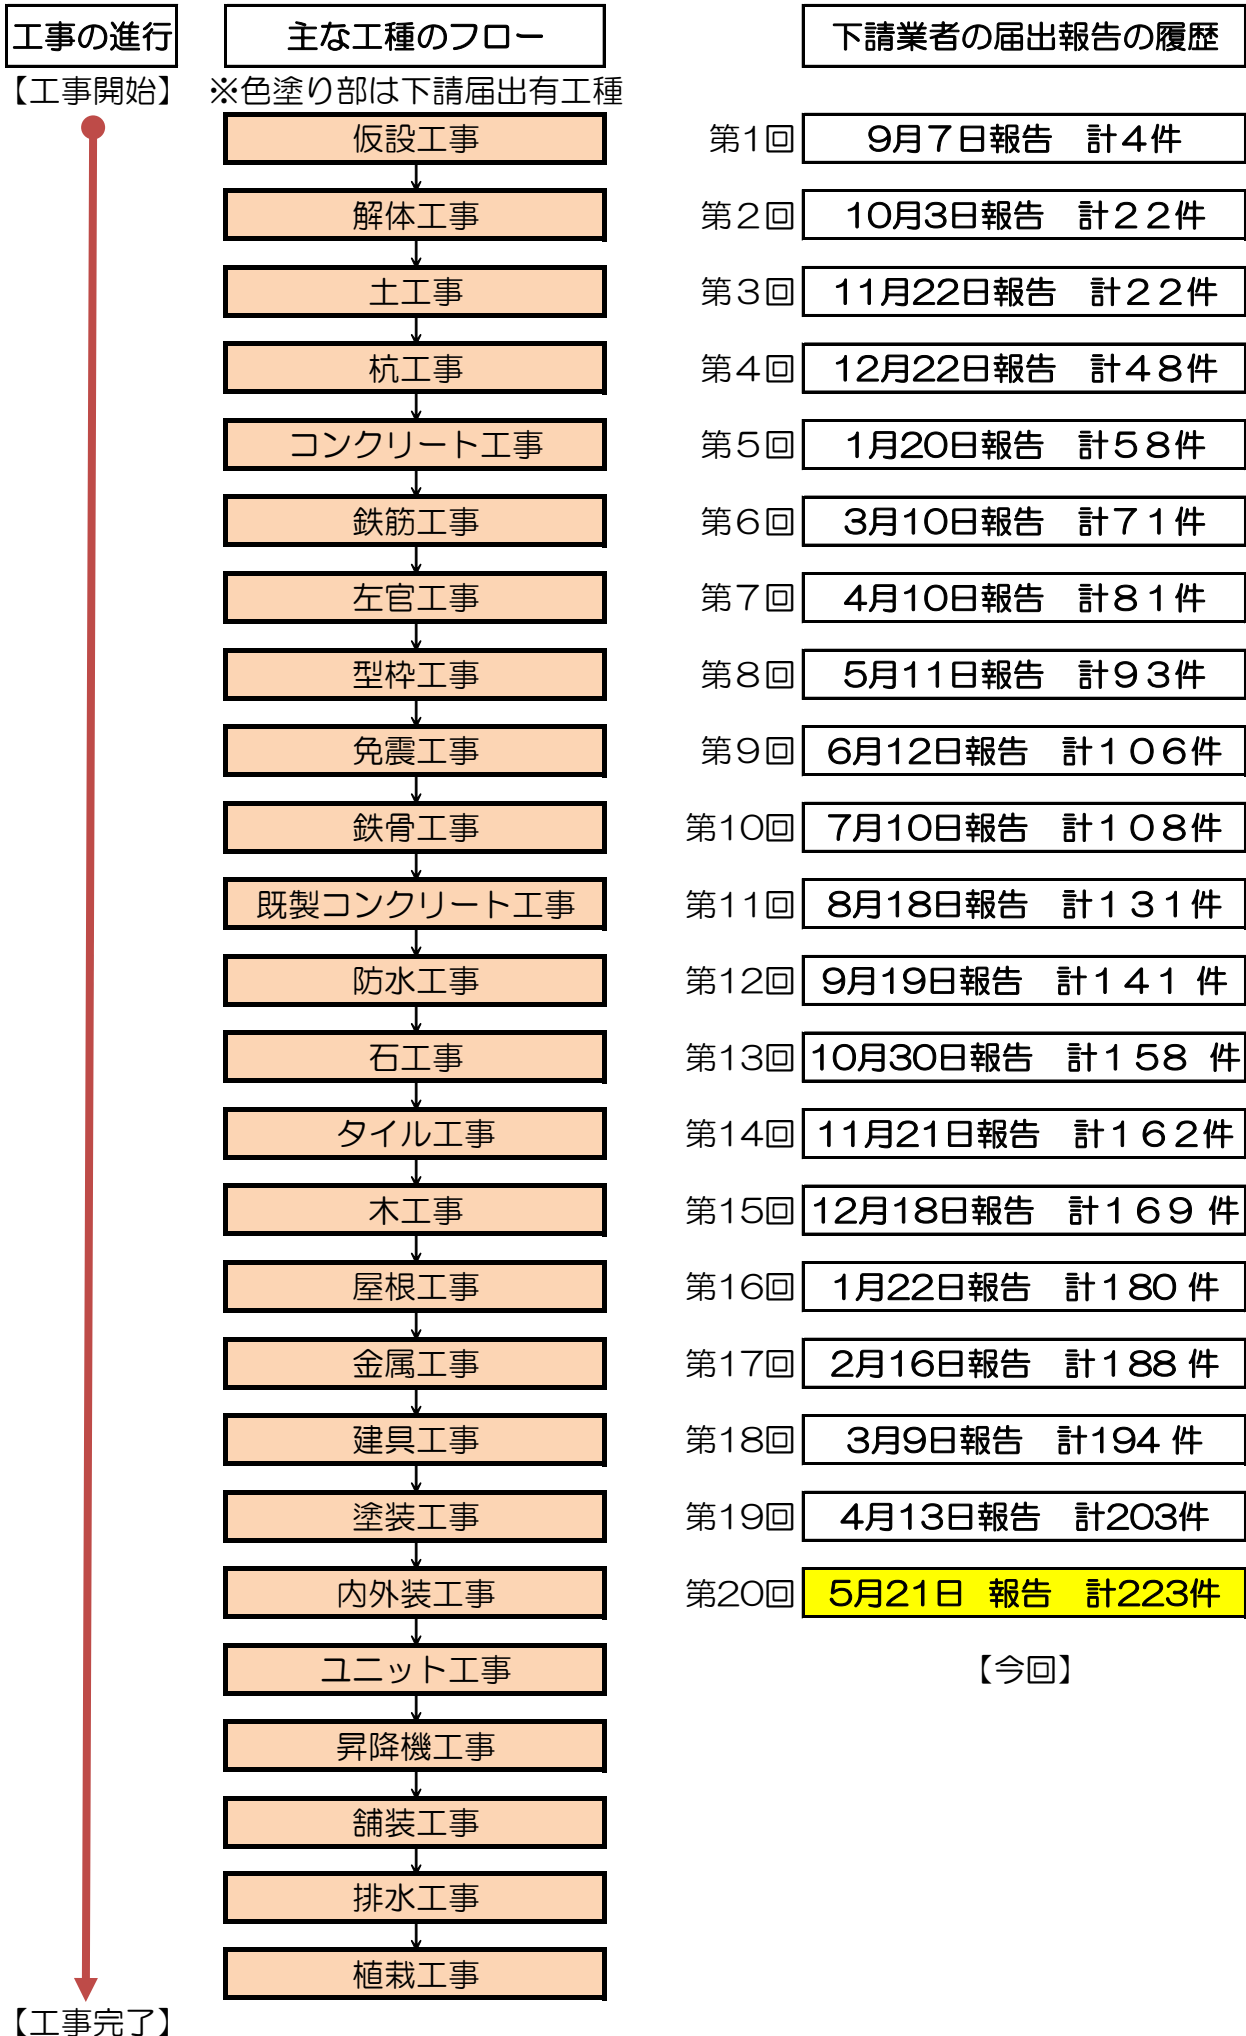 工事の進行 主な工種のフロー 下請業者の届出報告の履歴
【工事開始】 ※色塗り部は下請届出有工種
仮設工事 第1回 9月7日報告 計4件
解体工事 第2回 10月3日報告 計22件
土工事 第3回 11月22日報告 計22件
杭工事 第4回 12月22日報告 計48件
コンクリート工事 第5回 1月20日報告 計58件
鉄筋工事 第6回 3月10日報告 計71件
左官工事 第7回 4月10日報告 計81件
型枠工事 第8回 5月11日報告 計93件
免震工事 第9回 6月12日報告 計106件
鉄骨工事 第10回 7月10日報告 計108件
既製コンクリート工事 第11回 8月18日報告 計131件
防水工事 第12回 9月19日報告 計141 件
石工事 第13回 10月30日報告 計158 件
タイル工事 第14回 11月21日報告 計162件
木工事 第15回 12月18日報告 計169 件
屋根工事 第16回 1月22日報告 計180 件
金属工事 第17回 2月16日報告 計188 件
建具工事 第18回 3月9日報告 計194 件
塗装工事 第19回 4月13日報告 計203件
内外装工事 第20回 5月21日 報告 計223件
ユニット工事 【今回】
昇降機工事
舗装工事
排水工事
植栽工事
【工事完了】